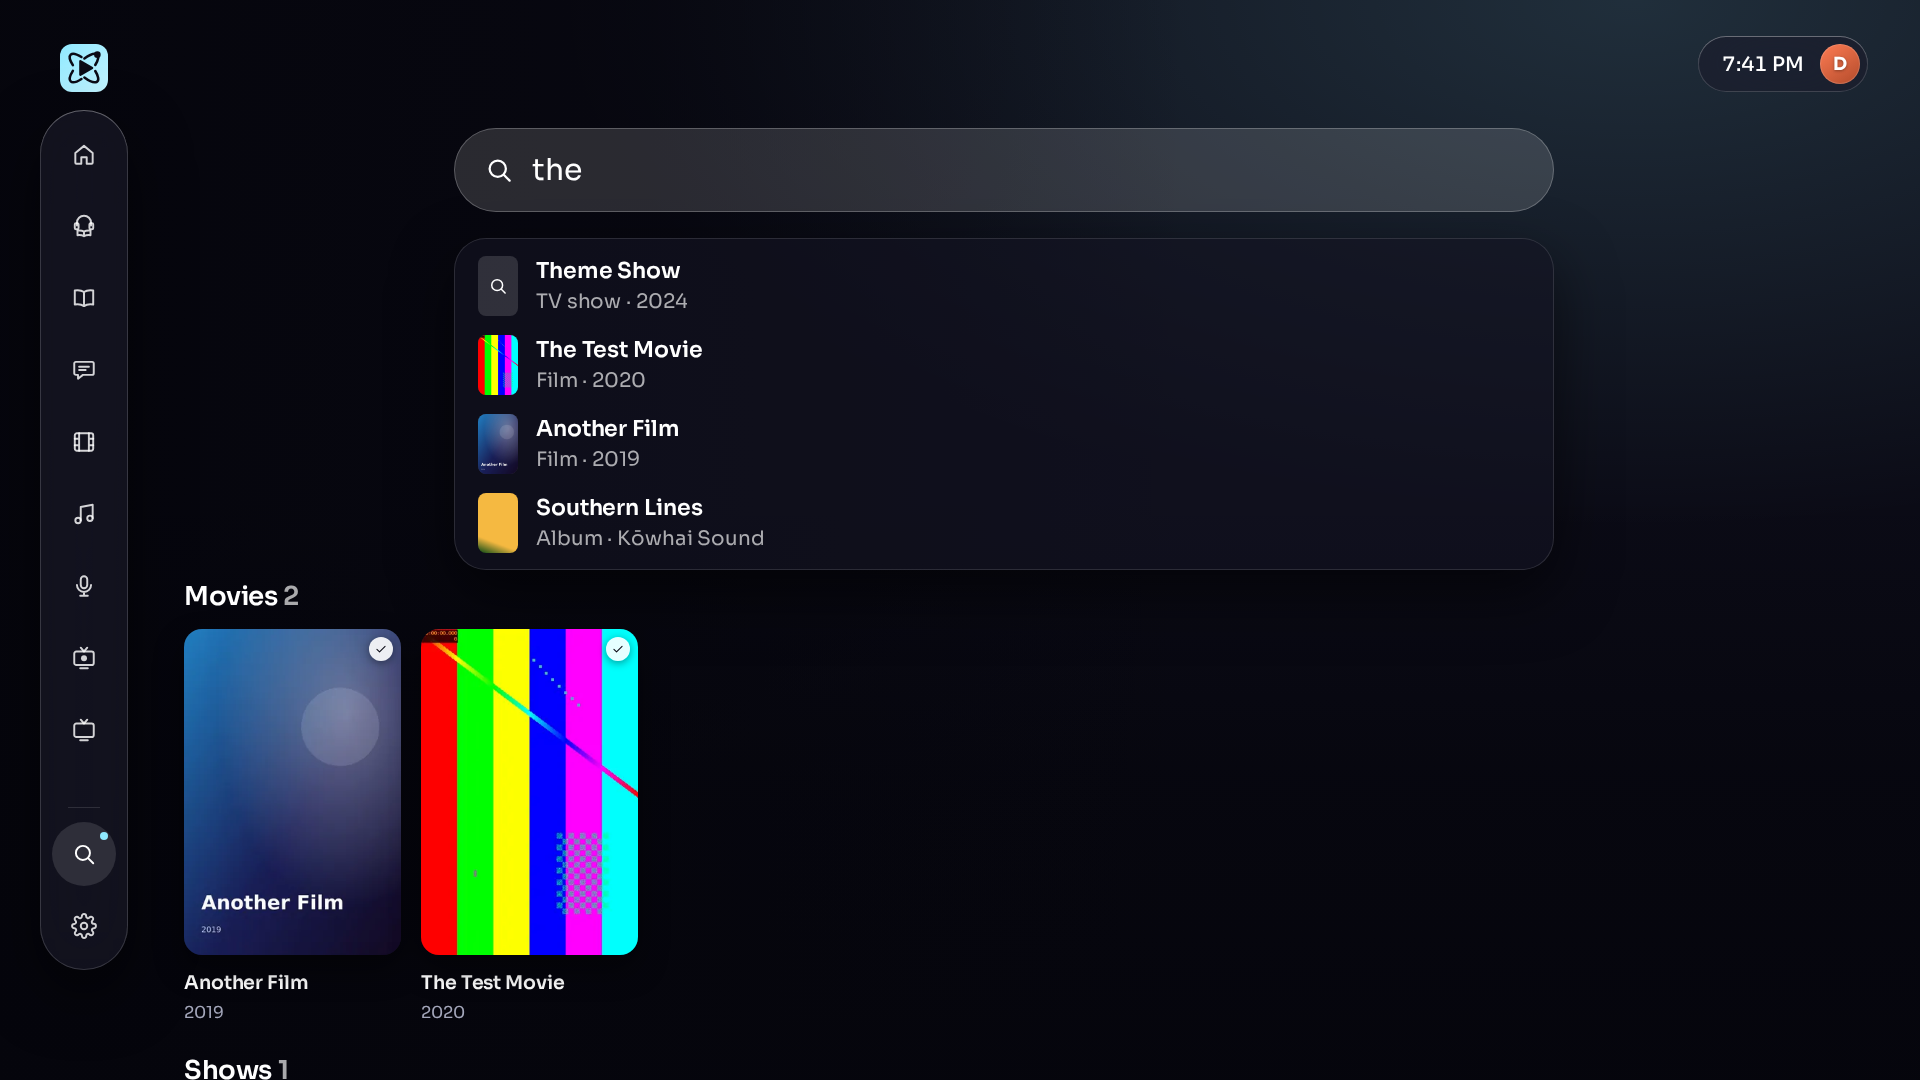 7:41 PM
D
the
Theme Show
TV show · 2024
The Test Movie
Film · 2020
Another Film
Film · 2019
Southern Lines
Album · Kōwhai Sound
Movies 2
Another Film
2019
Another Film
2019
The Test Movie
2020
Shows 1